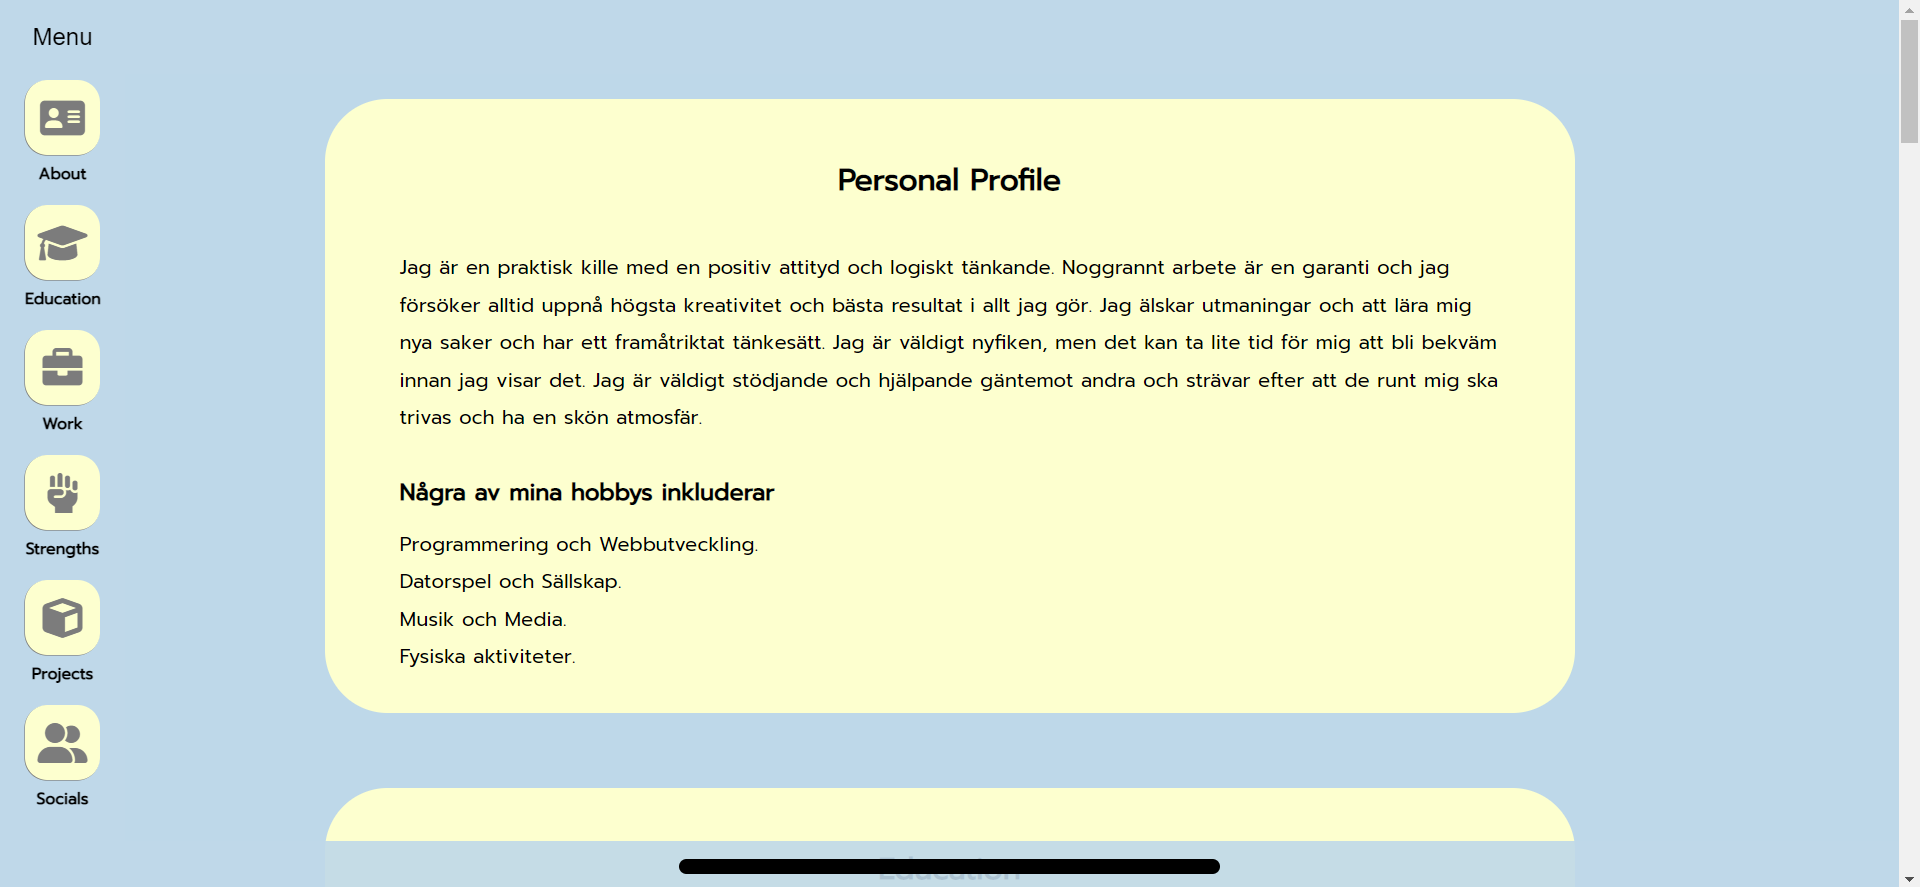 Menu
About
Education
Work
Strengths
Projects
Socials
Personal Profile
Jag är en praktisk kille med en positiv attityd och logiskt tänkande. Noggrannt arbete är en garanti och jag
försöker alltid uppnå högsta kreativitet och bästa resultat i allt jag gör. Jag älskar utmaningar och att lära mig
nya saker och har ett framåtriktat tänkesätt. Jag är väldigt nyfiken, men det kan ta lite tid för mig att bli bekväm
innan jag visar det. Jag är väldigt stödjande och hjälpande gäntemot andra och strävar efter att de runt mig ska
trivas och ha en skön atmosfär.
Några av mina hobbys inkluderar
Programmering och Webbutveckling.
Datorspel och Sällskap.
Musik och Media.
Fysiska aktiviteter.
Education